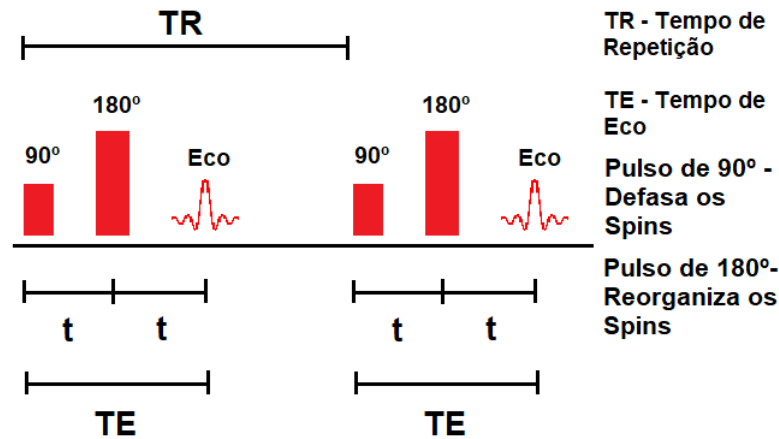 TR
TR - Tempo de
Repetição
180º
180º
TE - Tempo de
Eco
90º
Eco
90º
Eco
Pulso de 90º -
Defasa os
Spins
Pulso de 180º-
Reorganiza os
Spins
t
t
t
t
TE
TE